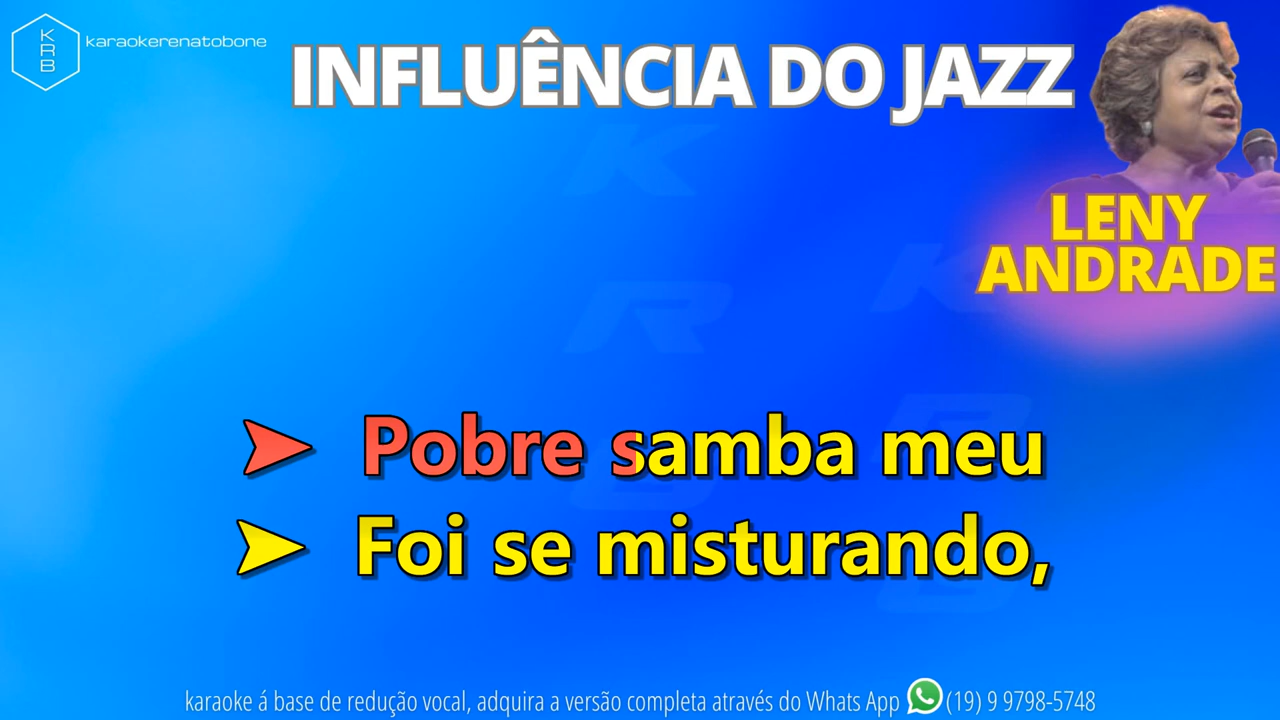 K
R
B
karaokerenatobone
INFLUÊNCIA DO JAZZ
LENY
ANDRADE
K
R
B
K
R
B
➤ Pobre samba meu
➤ Foi se misturando,
karaoke á base de redução vocal, adquira a versão completa através do Whats App (19) 9 9798-5748